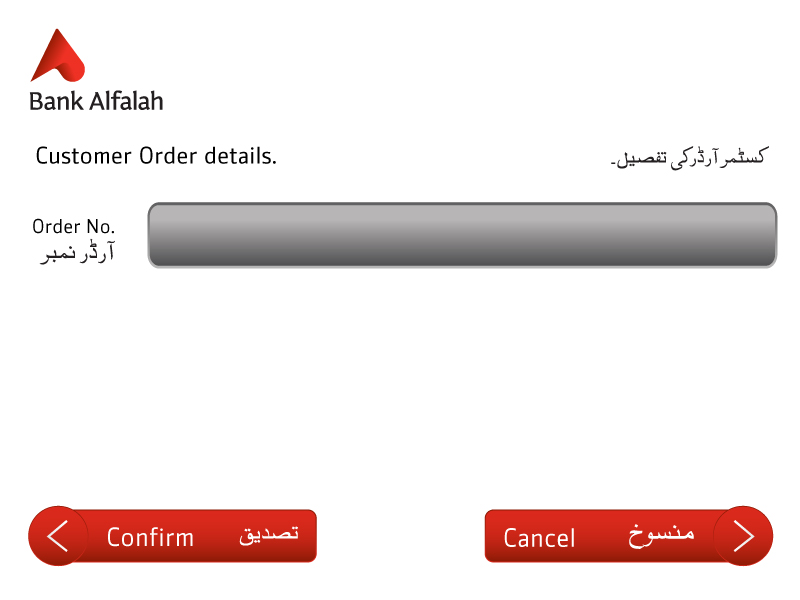 Bank Alfalah
Customer Order details.
کسٹمر آرڈر کی تفصیل۔
Order No.
آرڈر نمبر
Confirm تصدیق
Cancel منسوخ